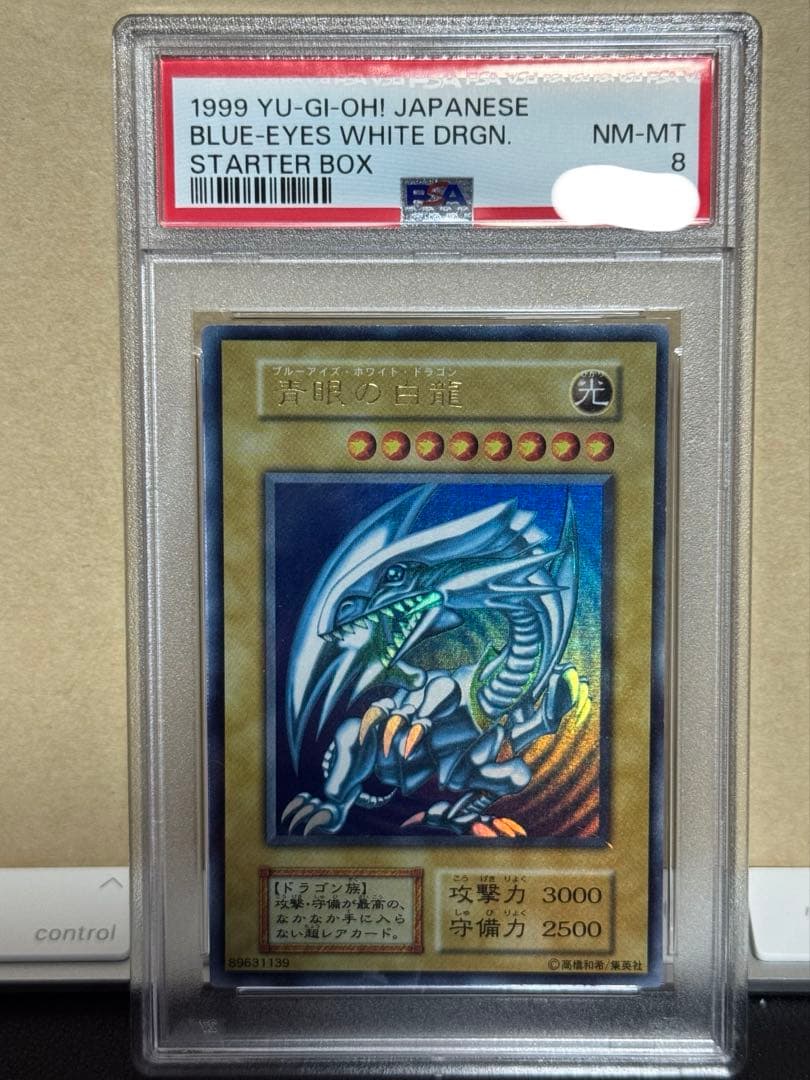 1999 YU-GI-OH! JAPANESE
BLUE-EYES WHITE DRGN. NM-MT
STARTER BOX 8
PSA
ブルーアイズ・ホワイト・ドラゴン
青眼の白龍
ひかり
光
【ドラゴン族】
攻撃・守備が最高の、
なかなか手に入ら
ない超レアカード。
こう げき りょく
攻撃力 3000
しゅ び りょく
守備力 2500
89631139
©高橋和希/集英社
control